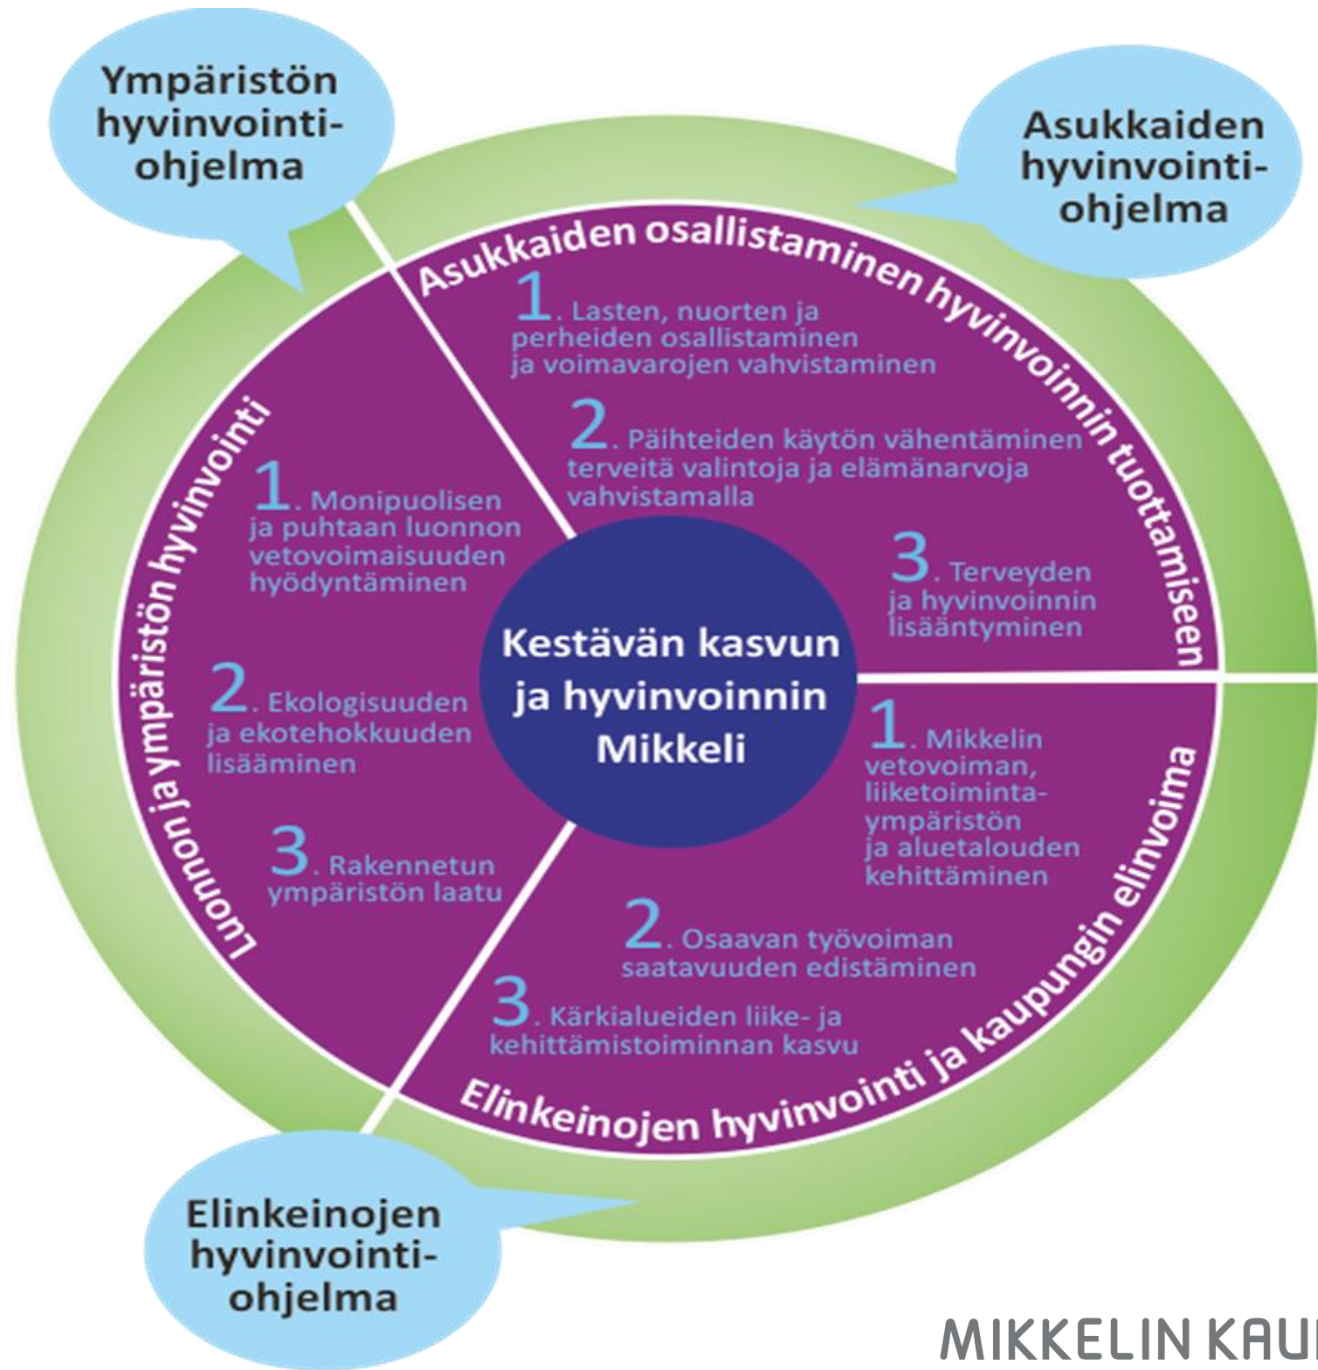 Ympäristön
hyvinvointi-
ohjelma
Asukkaiden
hyvinvointi-
ohjelma
Asukkaiden osallistaminen hyvinvoinnin tuottamiseen
1. Lasten, nuorten ja
perheiden osallistaminen
ja voimavarojen vahvistaminen
2. Päihteiden käytön vähentäminen
terveitä valintoja ja elämänarvoja
vahvistamalla
3. Terveyden
ja hyvinvoinnin
lisääntyminen
Luonnon ja ympäristön hyvinvointi
1. Monipuolisen
ja puhtaan luonnon
vetovoimaisuuden
hyödyntäminen
2. Ekologisuuden
ja ekotehokkuuden
lisääminen
3. Rakennetun
ympäristön laatu
Kestävän kasvun
ja hyvinvoinnin
Mikkeli
1. Mikkelin
vetovoiman,
liiketoiminta-
ympäristön
ja aluetalouden
kehittäminen
2. Osaavan työvoiman
saatavuuden edistäminen
3. Kärkialueiden liike- ja
kehittämistoiminnan kasvu
Elinkeinojen hyvinvointi ja kaupungin elinvoima
Elinkeinojen
hyvinvointi-
ohjelma
MIKKELIN